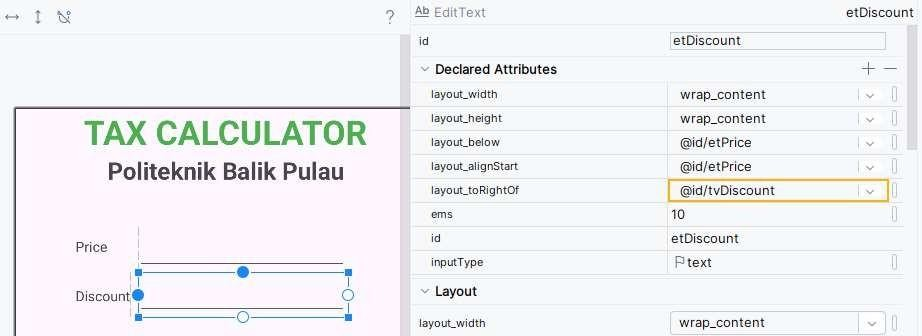 Ab EditText etDiscount
?
id etDiscount
Declared Attributes
layout_width wrap_content
layout_height wrap_content
layout_below @id/etPrice
layout_alignStart @id/etPrice
layout_toRightOf @id/tvDiscount
ems 10
id etDiscount
inputType text
Layout
layout_width wrap_content
TAX CALCULATOR
Politeknik Balik Pulau
Price
Discount